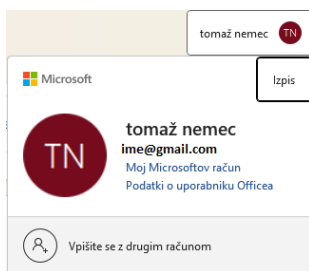 tomaž nemec TN
Microsoft
Izpis
TN
tomaž nemec
ime@gmail.com
Moj Microsoftov račun
Podatki o uporabniku Officea
Vpišite se z drugim računom